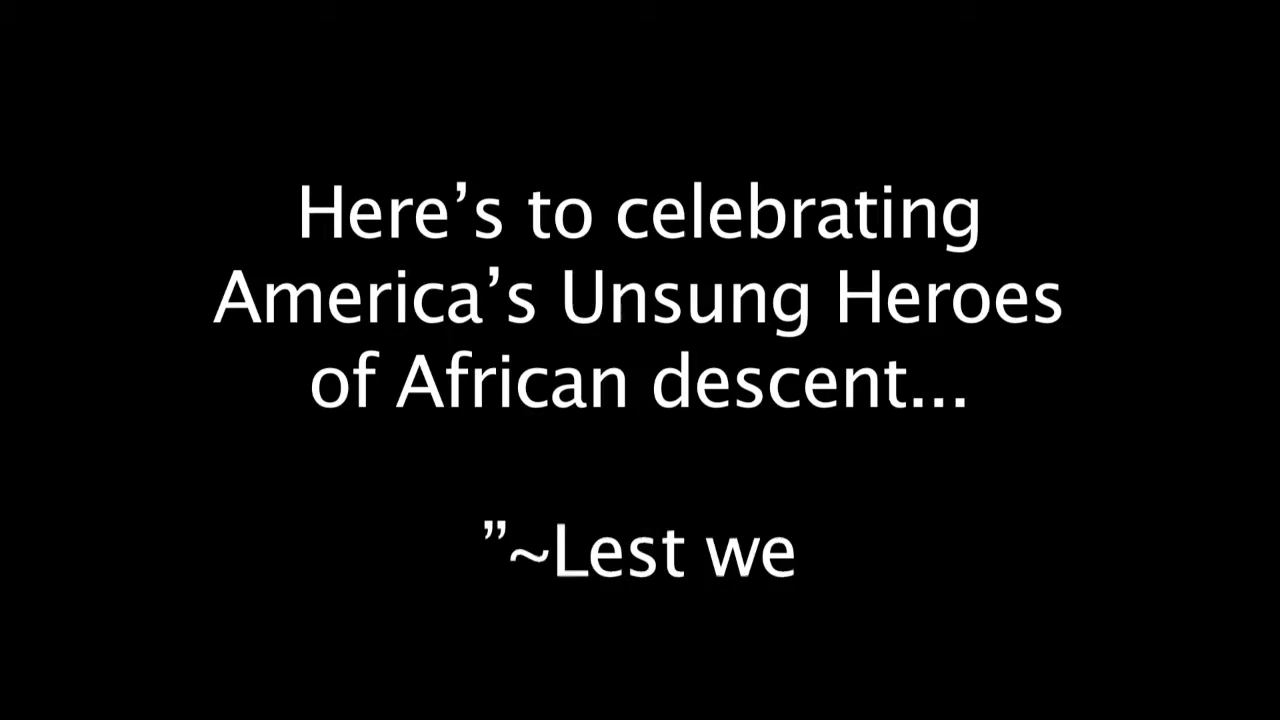 Here’s to celebrating
America’s Unsung Heroes
of African descent...
”~Lest we